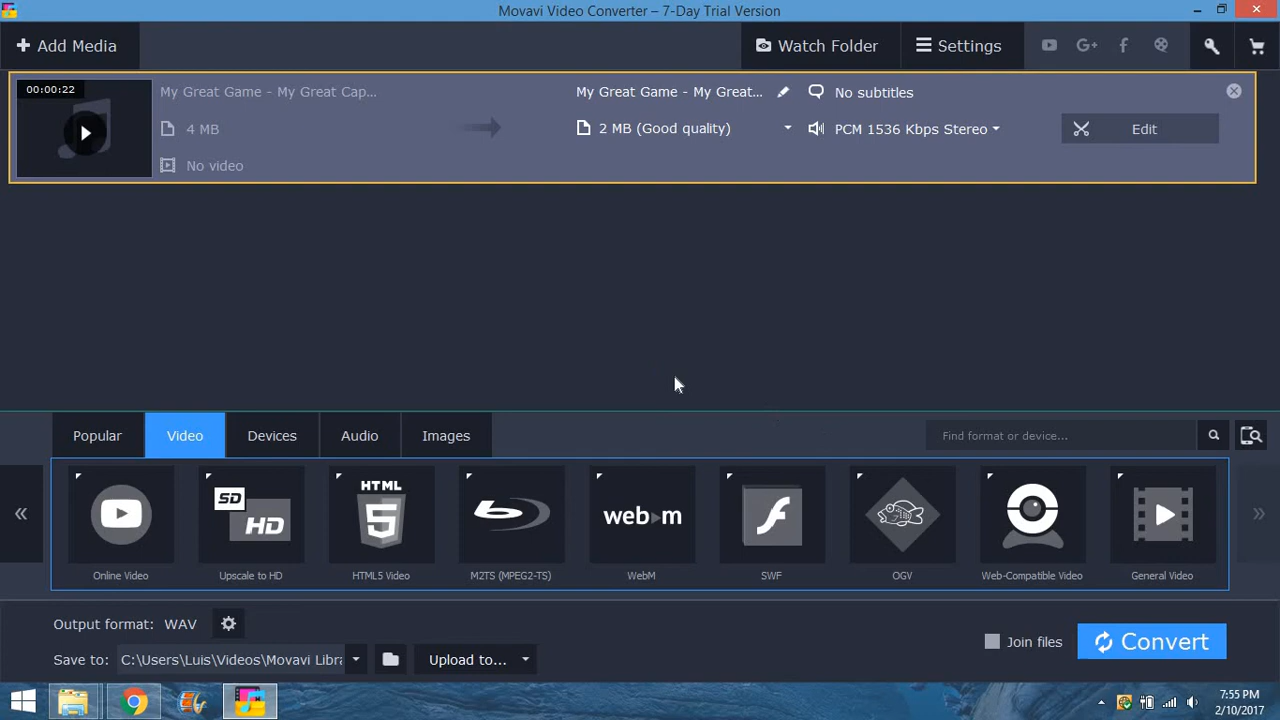 Movavi Video Converter – 7-Day Trial Version
Add Media
Watch Folder
Settings
G+
f
00:00:22
My Great Game - My Great Cap...
4 MB
No video
My Great Game - My Great...
2 MB (Good quality)
No subtitles
PCM 1536 Kbps Stereo
Edit
Popular
Video
Devices
Audio
Images
Find format or device...
SD
HD
HTML
5
webm
Online Video
Upscale to HD
HTML5 Video
M2TS (MPEG2-TS)
WebM
SWF
OGV
Web-Compatible Video
General Video
Output format: WAV
Save to: C:\Users\Luis\Videos\Movavi Libra
Upload to...
Join files
Convert
7:55 PM
2/10/2017